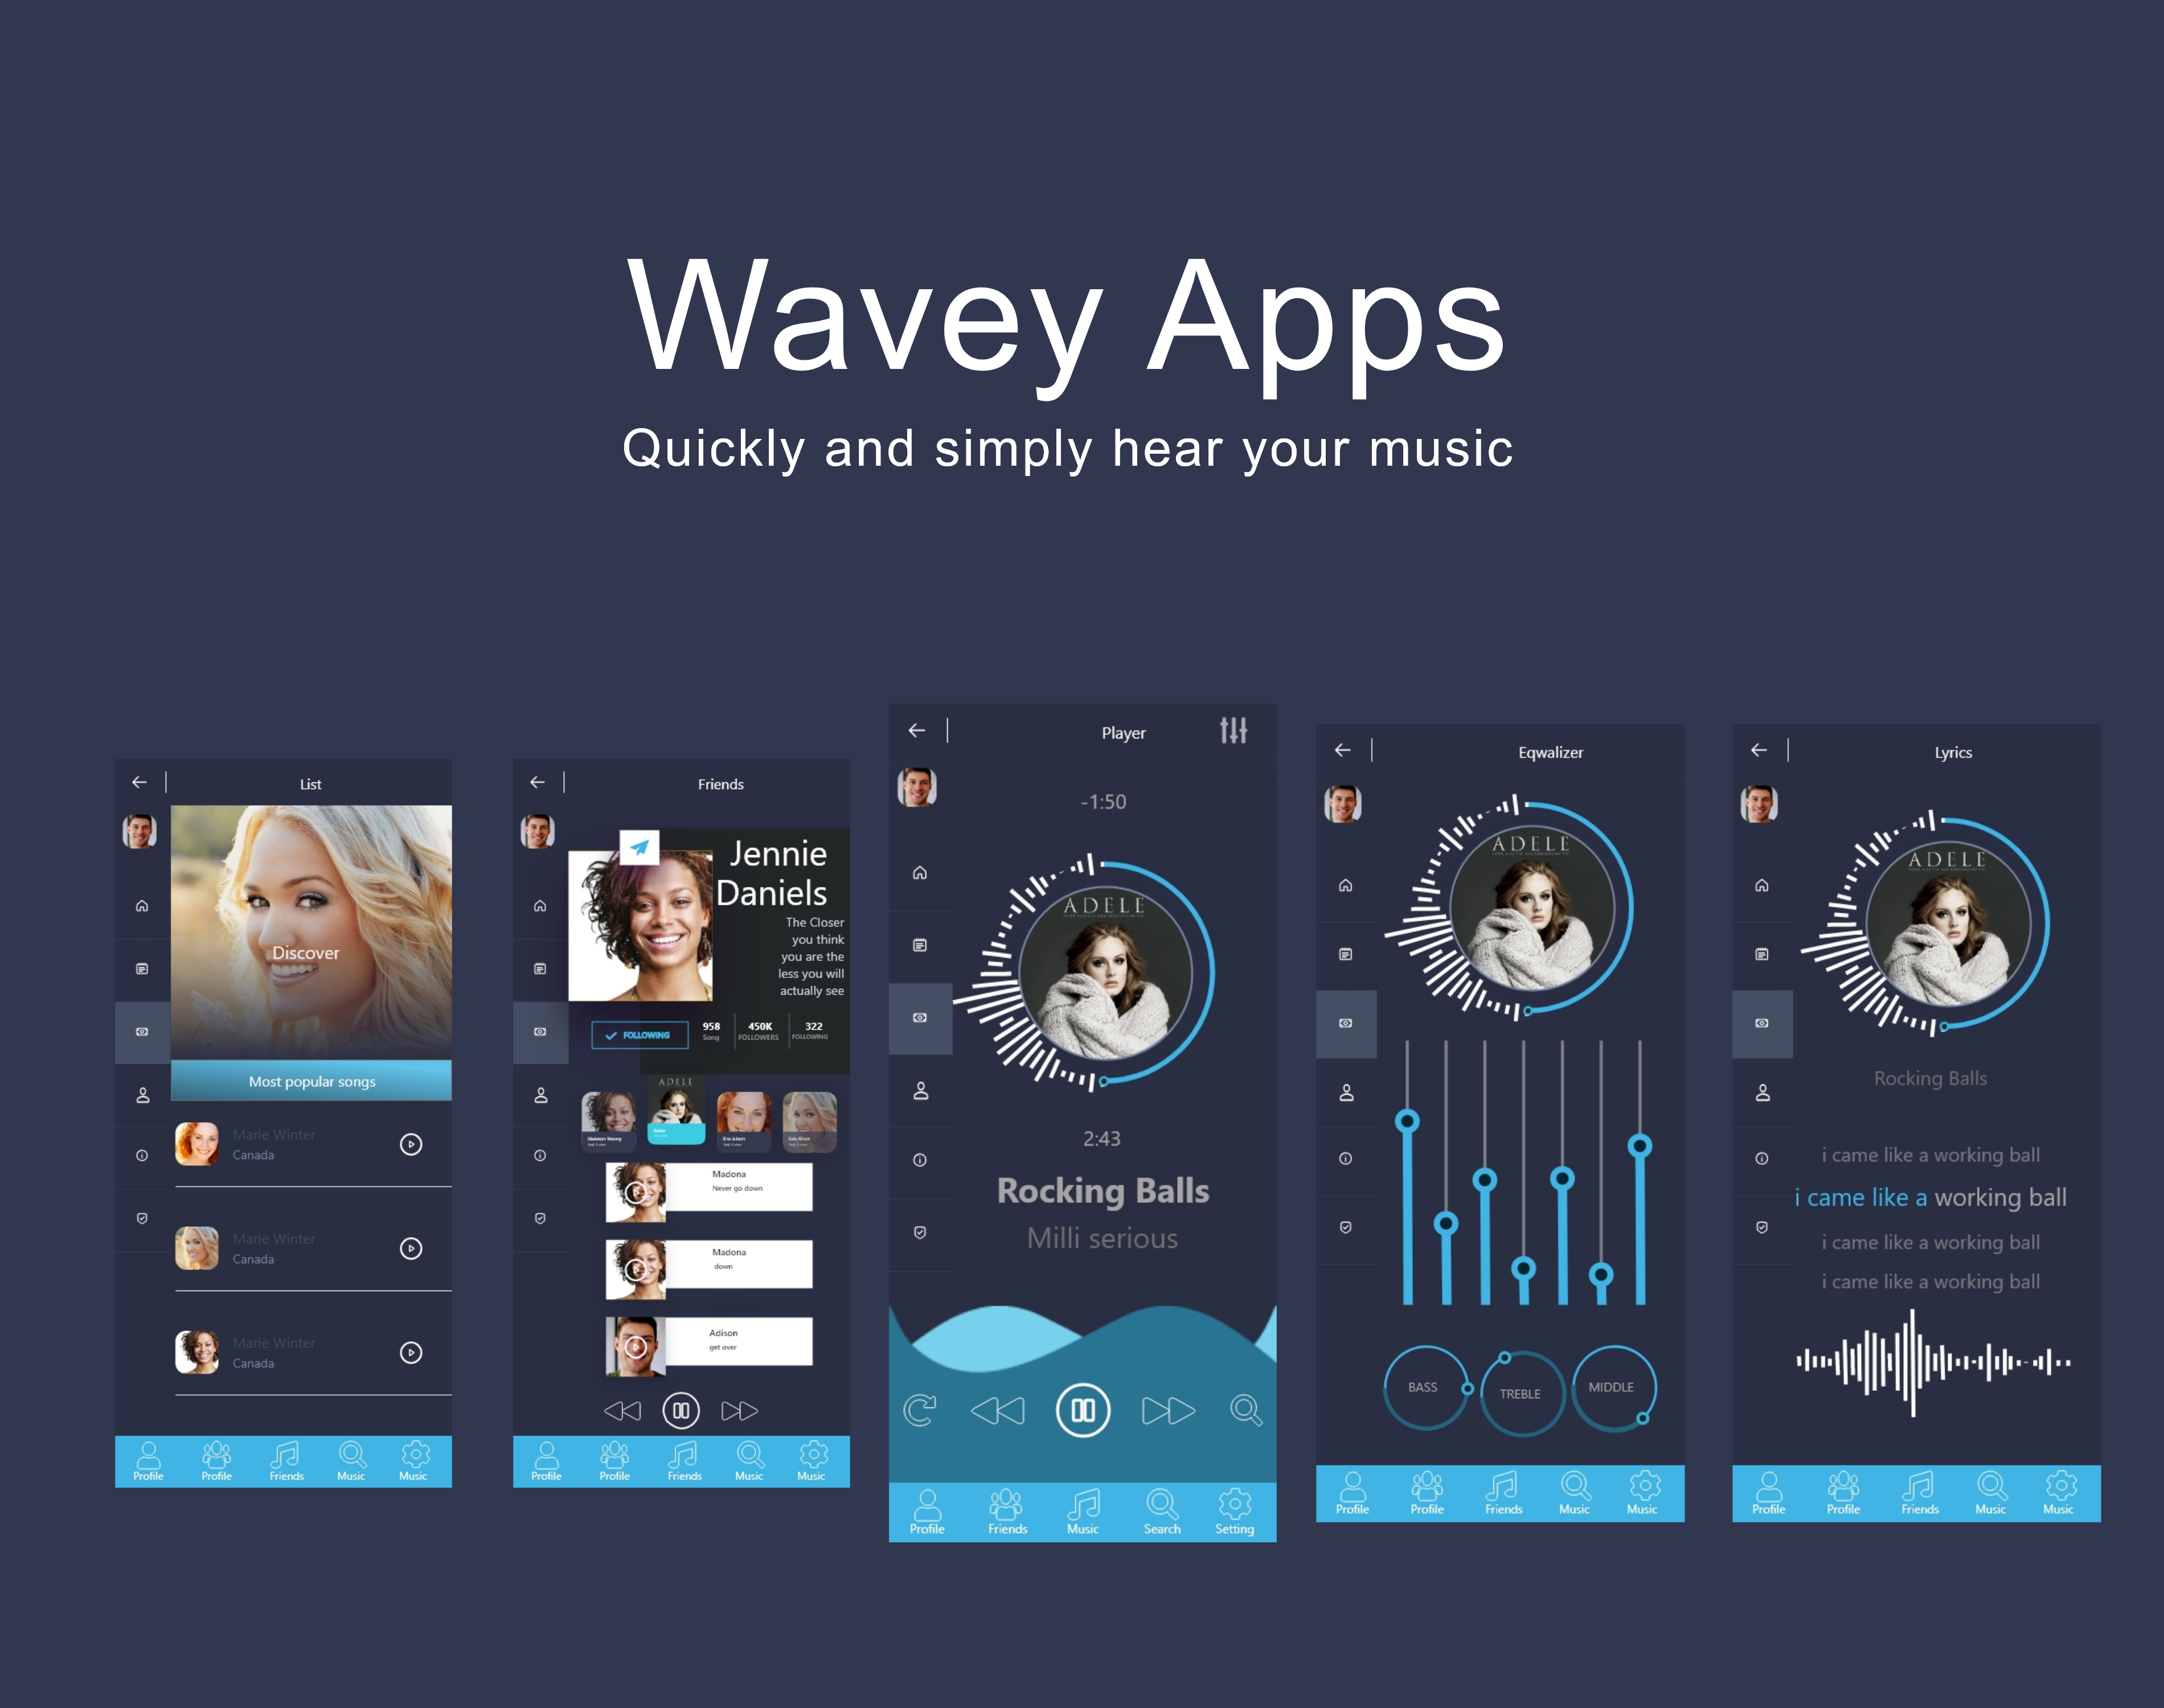 Wavey Apps
Quickly and simply hear your music
List
Discover
Most popular songs
Marie Winter
Canada
Marie Winter
Canada
Marie Winter
Canada
Profile
Profile
Friends
Music
Music
Friends
Jennie
Daniels
The Closer
you think
you are the
less you will
actually see
FOLLOWING
958
Song
450K
FOLLOWERS
322
FOLLOWING
ADELE
Madona
Never go down
Madona
down
Adison
get over
Profile
Profile
Friends
Music
Music
Player
-1:50
ADELE
2:43
Rocking Balls
Milli serious
Profile
Friends
Music
Search
Setting
Eqwalizer
ADELE
BASS
TREBLE
MIDDLE
Profile
Profile
Friends
Music
Music
Lyrics
ADELE
Rocking Balls
i came like a working ball
i came like a working ball
i came like a working ball
i came like a working ball
Profile
Profile
Friends
Music
Music